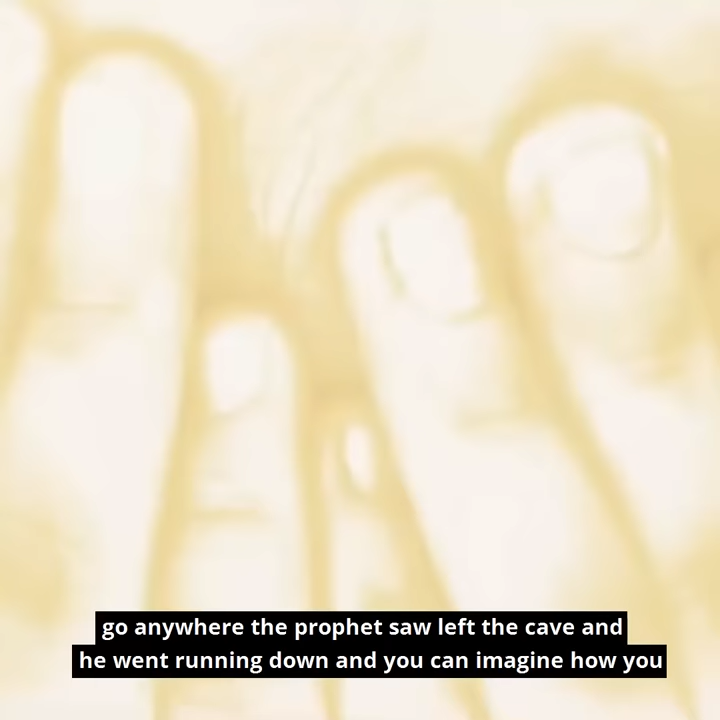 go anywhere the prophet saw left the cave and
he went running down and you can imagine how you